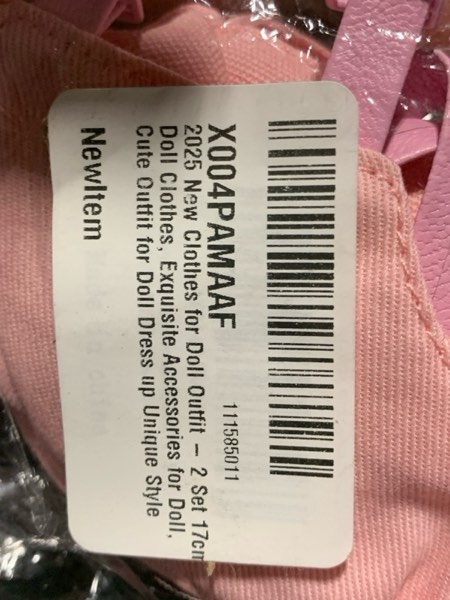 X004PAMAAF
111585011
2025 New Clothes for Doll Outfit – 2 Set 17cm
Doll Clothes, Exquisite Accessories for Doll,
Cute Outfit for Doll Dress up Unique Style
NewItem